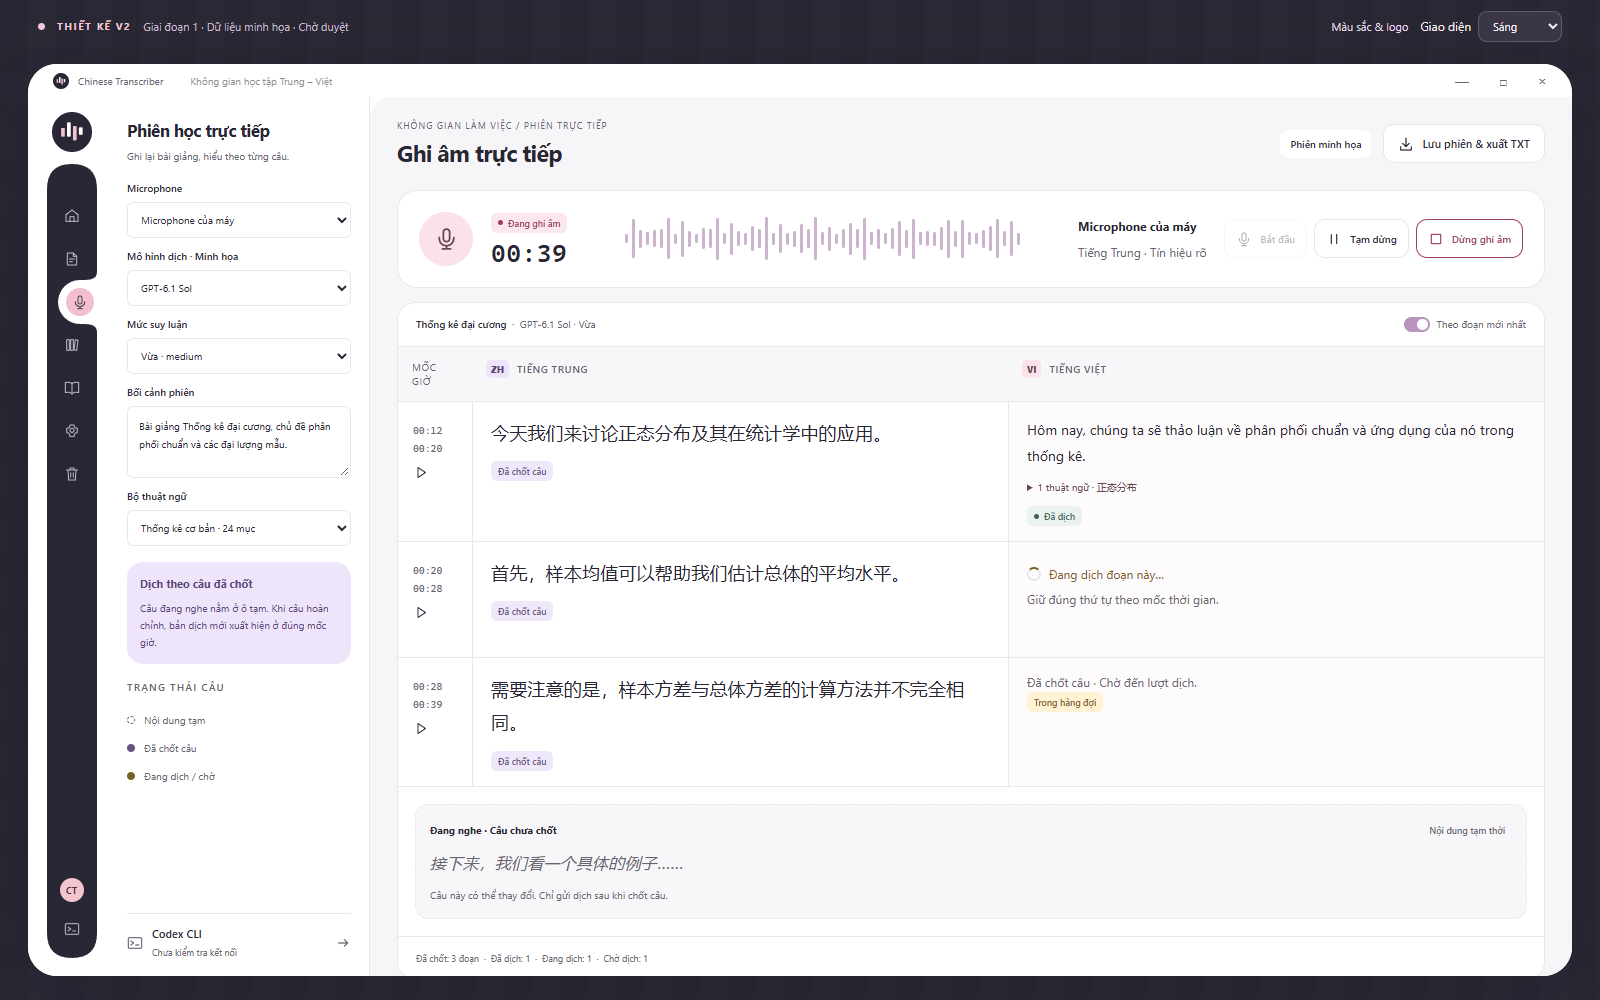 THIẾT KẾ V2 Giai đoạn 1 · Dữ liệu minh họa · Chờ duyệt
Màu sắc & logo Giao diện Sáng
Chinese Transcriber Không gian học tập Trung – Việt
Phiên học trực tiếp
Ghi lại bài giảng, hiểu theo từng câu.
Microphone
Microphone của máy
Mô hình dịch · Minh họa
GPT-6.1 Sol
Mức suy luận
Vừa · medium
Bối cảnh phiên
Bài giảng Thống kê đại cương, chủ đề phân
phối chuẩn và các đại lượng mẫu.
Bộ thuật ngữ
Thống kê cơ bản · 24 mục
Dịch theo câu đã chốt
Câu đang nghe nằm ở ô tạm. Khi câu hoàn
chỉnh, bản dịch mới xuất hiện ở đúng mốc
giờ.
TRẠNG THÁI CÂU
Nội dung tạm
Đã chốt câu
Đang dịch / chờ
CT
Codex CLI
Chưa kiểm tra kết nối
KHÔNG GIAN LÀM VIỆC / PHIÊN TRỰC TIẾP
Ghi âm trực tiếp
Phiên minh họa
Lưu phiên & xuất TXT
Đang ghi âm
00:39
Microphone của máy
Tiếng Trung · Tín hiệu rõ
Bắt đầu
Tạm dừng
Dừng ghi âm
Thống kê đại cương · GPT-6.1 Sol · Vừa
Theo đoạn mới nhất
MỐC
GIỜ
ZH TIẾNG TRUNG
VI TIẾNG VIỆT
00:12
00:20
今天我们来讨论正态分布及其在统计学中的应用。
Đã chốt câu
Hôm nay, chúng ta sẽ thảo luận về phân phối chuẩn và ứng dụng của nó trong
thống kê.
1 thuật ngữ · 正态分布
Đã dịch
00:20
00:28
首先，样本均值可以帮助我们估计总体的平均水平。
Đã chốt câu
Đang dịch đoạn này...
Giữ đúng thứ tự theo mốc thời gian.
00:28
00:39
需要注意的是，样本方差与总体方差的计算方法并不完全相
同。
Đã chốt câu
Đã chốt câu · Chờ đến lượt dịch.
Trong hàng đợi
Đang nghe · Câu chưa chốt
Nội dung tạm thời
接下来，我们看一个具体的例子……
Câu này có thể thay đổi. Chỉ gửi dịch sau khi chốt câu.
Đã chốt: 3 đoạn · Đã dịch: 1 · Đang dịch: 1 · Chờ dịch: 1